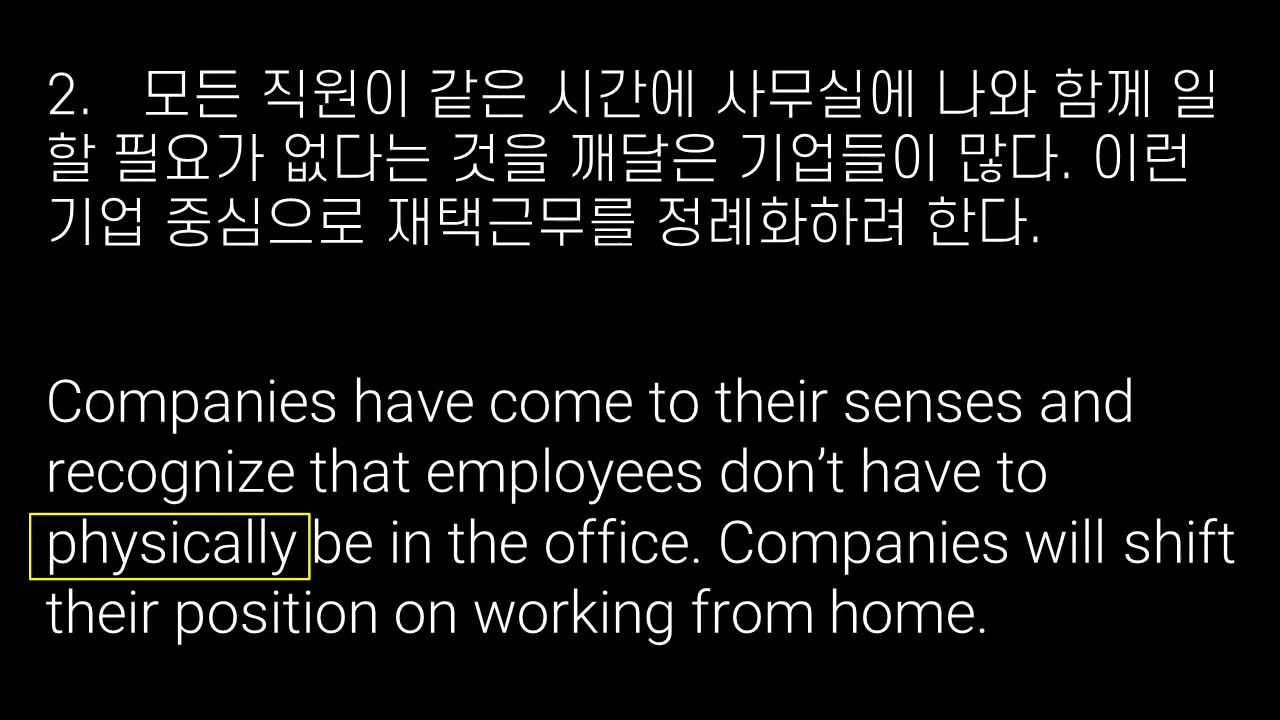 2. 모든 직원이 같은 시간에 사무실에 나와 함께 일
할 필요가 없다는 것을 깨달은 기업들이 많다. 이런
기업 중심으로 재택근무를 정례화하려 한다.
Companies have come to their senses and
recognize that employees don’t have to
physically be in the office. Companies will shift
their position on working from home.